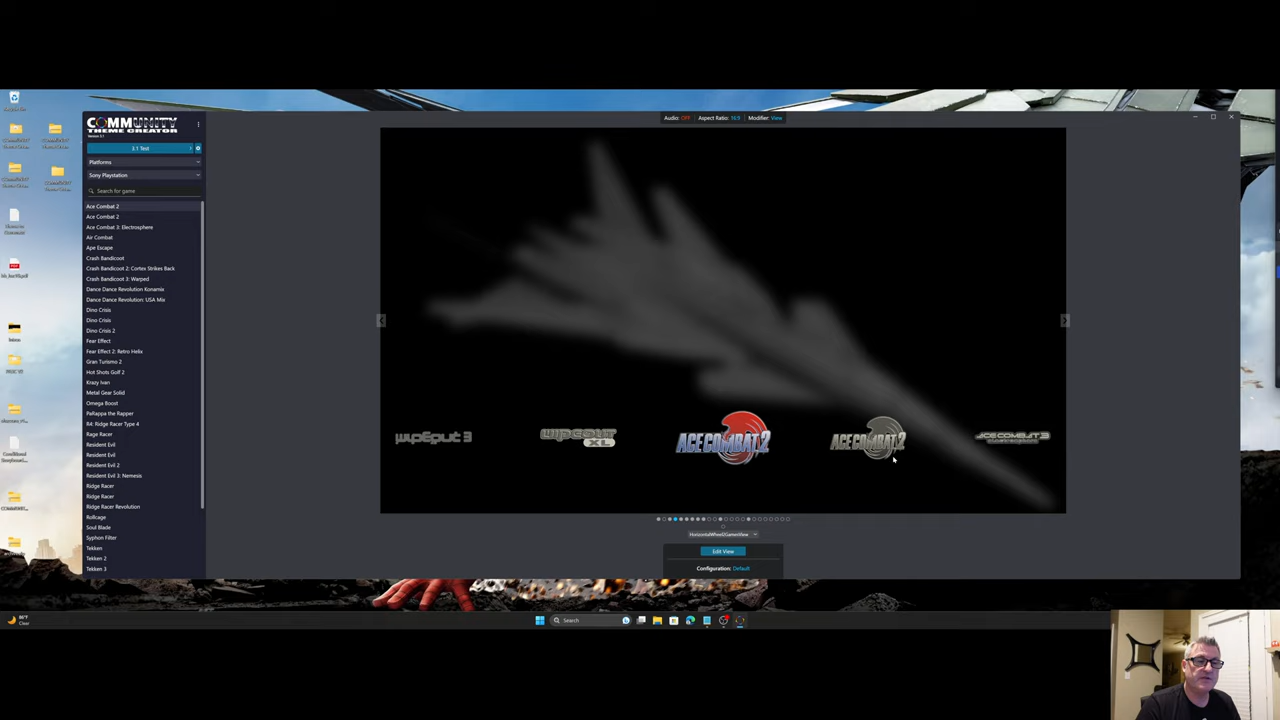 COMMUNITY
THEME CREATOR
Audio: OFF Aspect Ratio: 16:9 Modifier: View
3.1 Test
Platforms
Sony Playstation
Search for game
Ace Combat 2
Ace Combat 2
Ace Combat 3: Electrosphere
Air Combat
Ape Escape
Crash Bandicoot
Crash Bandicoot 2: Cortex Strikes Back
Crash Bandicoot 3: Warped
Dance Dance Revolution Konamix
Dance Dance Revolution: USA Mix
Dino Crisis
Dino Crisis
Dino Crisis 2
Fear Effect
Fear Effect 2: Retro Helix
Gran Turismo 2
Hot Shots Golf 2
Krazy Ivan
Metal Gear Solid
Omega Boost
PaRappa the Rapper
R4: Ridge Racer Type 4
Rage Racer
Resident Evil
Resident Evil
Resident Evil 2
Resident Evil 3: Nemesis
Ridge Racer
Ridge Racer
Ridge Racer Revolution
Rollcage
Soul Blade
Syphon Filter
Tekken
Tekken 2
Tekken 3
wipEout 3
WIPEOUT XL
ACE COMBAT 2
ACE COMBAT 2
ACE COMBAT 3
HorizontalWheel2GamesView
Edit View
Configuration: Default
86°F
Clear
Search